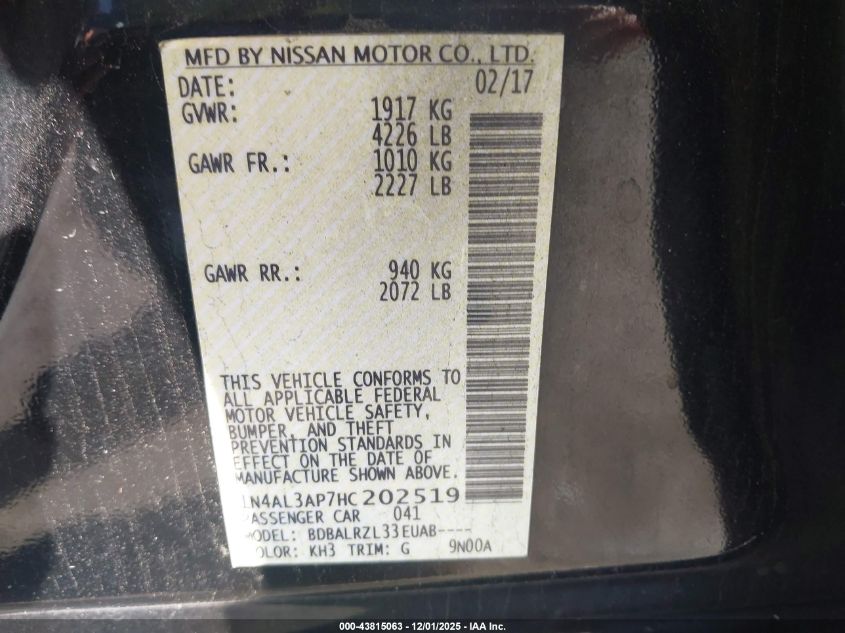 MFD BY NISSAN MOTOR CO., LTD.
DATE: 02/17
GVWR: 1917 KG
4226 LB
GAWR FR.: 1010 KG
2227 LB
GAWR RR.: 940 KG
2072 LB
THIS VEHICLE CONFORMS TO
ALL APPLICABLE FEDERAL
MOTOR VEHICLE SAFETY,
BUMPER, AND THEFT
PREVENTION STANDARDS IN
EFFECT ON THE DATE OF
MANUFACTURE SHOWN ABOVE.
1N4AL3AP7HC202519
PASSENGER CAR 041
MODEL: BDBALRZL33EUAB----
COLOR: KH3 TRIM: G 9N00A
000-43815063 • 12/01/2025 - IAA Inc.